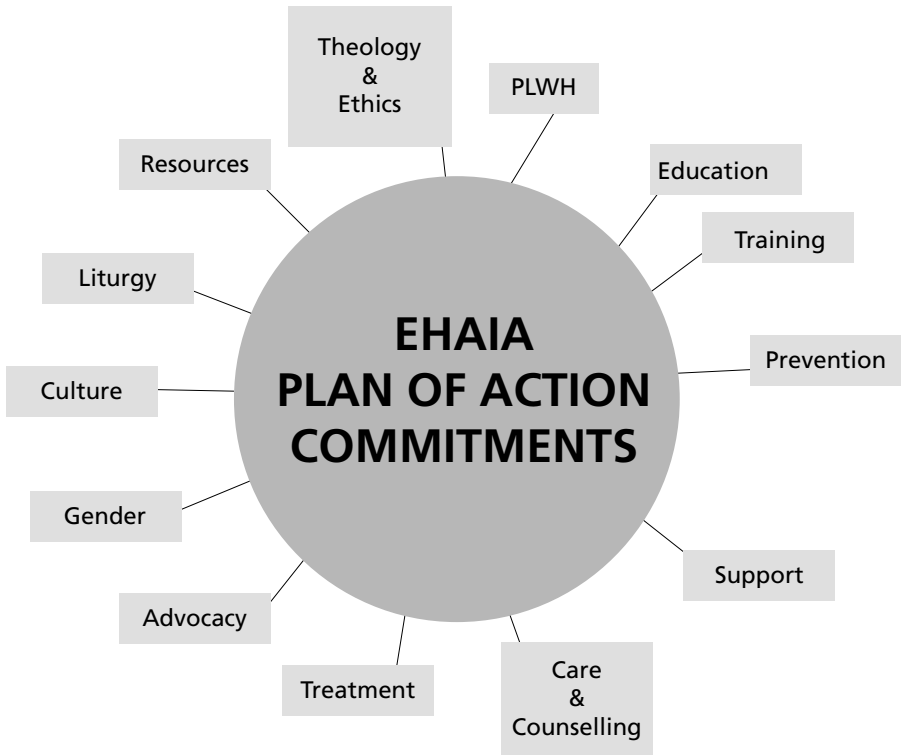 Theology
&
Ethics
PLWH
Education
Training
Prevention
Support
Care
&
Counselling
Treatment
Advocacy
Gender
Culture
Liturgy
Resources
EHAIA
PLAN OF ACTION
COMMITMENTS